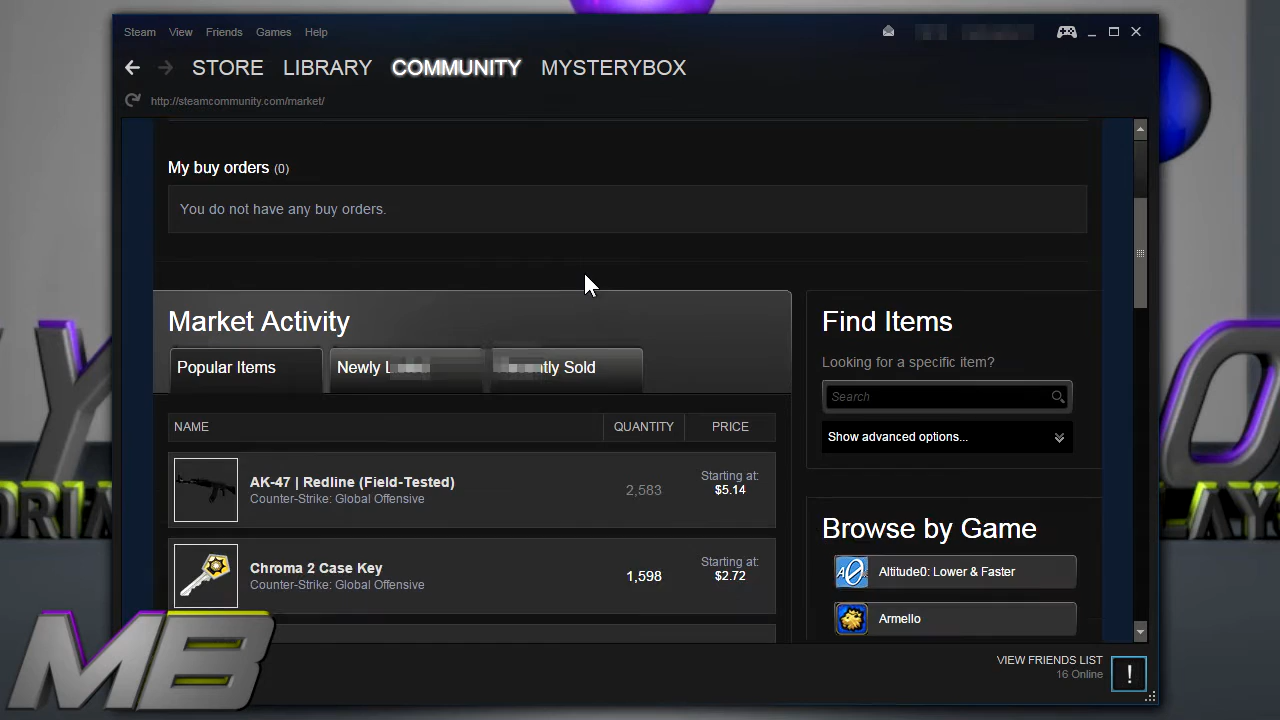 Steam View Friends Games Help
STORE LIBRARY COMMUNITY MYSTERYBOX
http://steamcommunity.com/market/
My buy orders (0)
You do not have any buy orders.
Market Activity
Popular Items Newly L tly Sold
NAME QUANTITY PRICE
AK-47 | Redline (Field-Tested)
Counter-Strike: Global Offensive
2,583
Starting at:
$5.14
Chroma 2 Case Key
Counter-Strike: Global Offensive
1,598
Starting at:
$2.72
Find Items
Looking for a specific item?
Search
Show advanced options...
Browse by Game
Altitude0: Lower & Faster
Armello
VIEW FRIENDS LIST
16 Online
!
MB